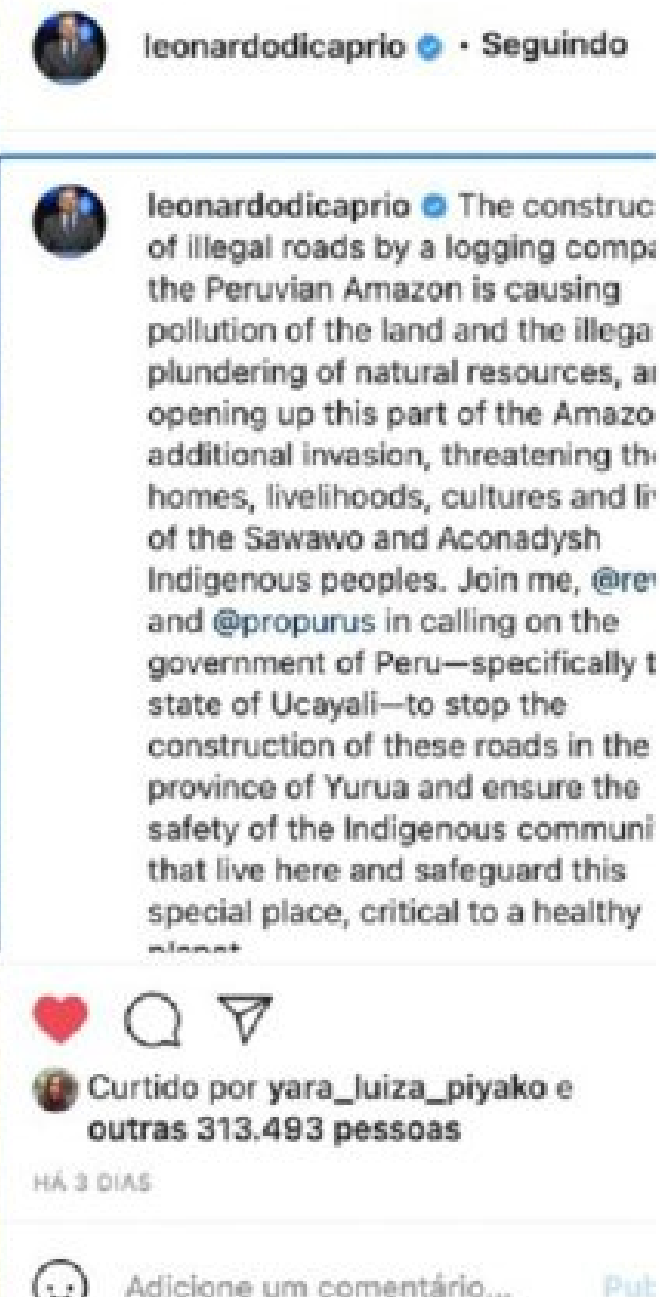 leonardodicaprio • Seguindo
leonardodicaprio The construc
of illegal roads by a logging compa
the Peruvian Amazon is causing
pollution of the land and the illega
plundering of natural resources, a
opening up this part of the Amazo
additional invasion, threatening th
homes, livelihoods, cultures and li
of the Sawawo and Aconadysh
Indigenous peoples. Join me, @re
and @propurus in calling on the
government of Peru—specifically t
state of Ucayali—to stop the
construction of these roads in the
province of Yurua and ensure the
safety of the Indigenous communi
that live here and safeguard this
special place, critical to a healthy
planet
Curtido por yara_luiza_piyako e
outras 313.493 pessoas
HÁ 3 DIAS
Adicione um comentário... Pub